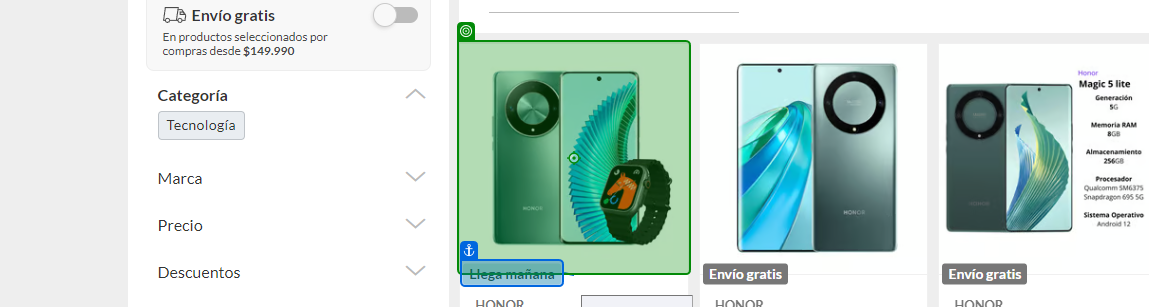 Envío gratis
En productos seleccionados por
compras desde $149.990
Categoría
Tecnología
Marca
Precio
Descuentos
HONOR
Llega mañana
HONOR
HONOR
Envío gratis
HONOR
Honor
Magic 5 lite
Generación
5G
Memoria RAM
8GB
Almacenamiento
256GB
Procesador
Qualcomm SM6375
Snapdragon 695 5G
Sistema Operativo
Android 12
Envío gratis
HONOR